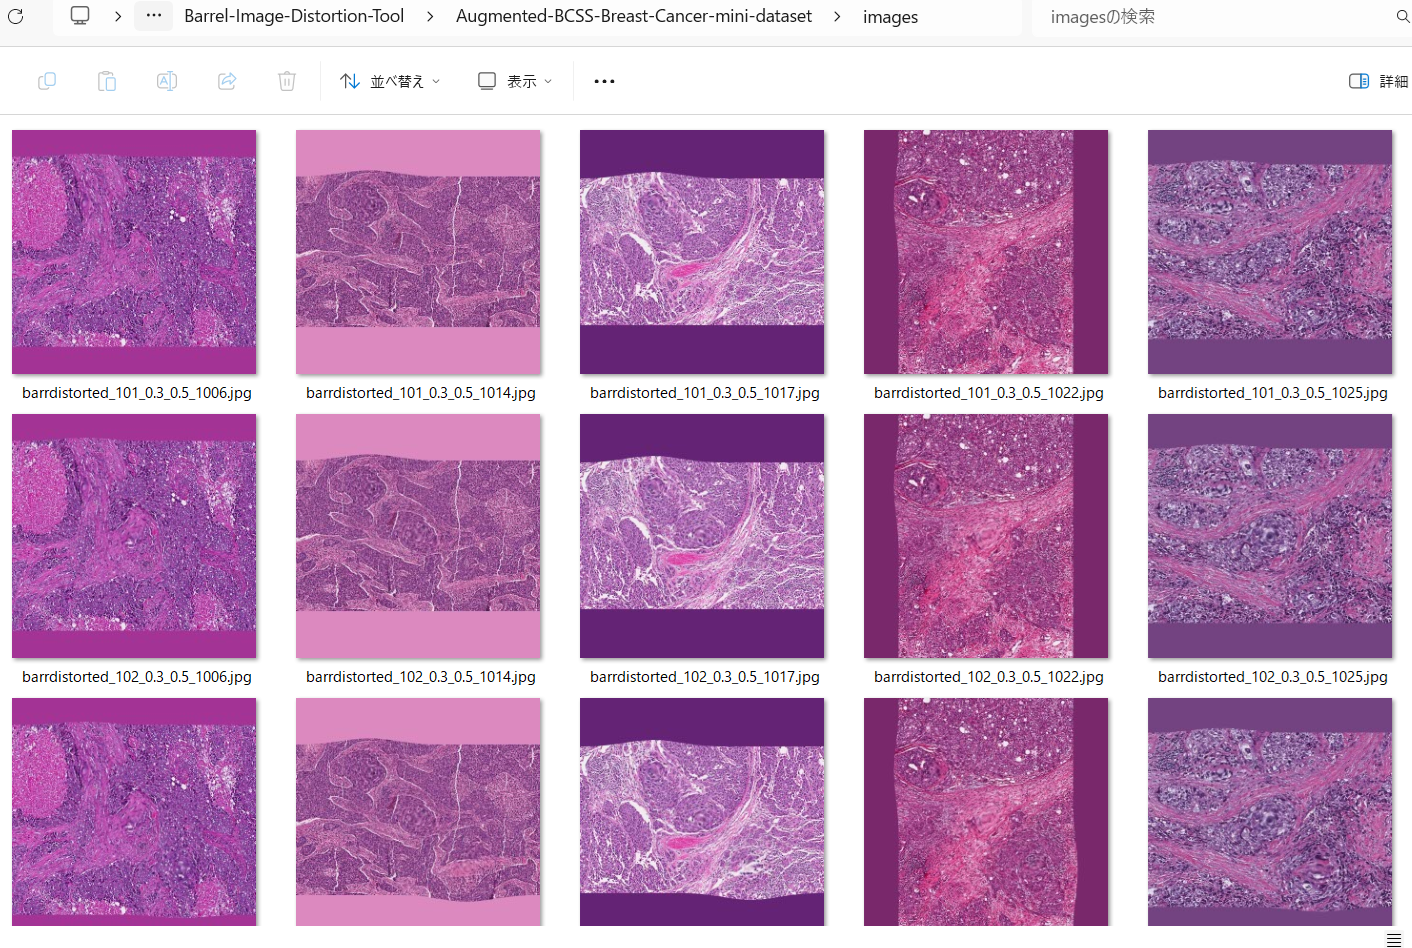 Barrel-Image-Distortion-Tool > Augmented-BCSS-Breast-Cancer-mini-dataset > images
imagesの検索
並べ替え 表示 詳細
barrdistorted_101_0.3_0.5_1006.jpg
barrdistorted_101_0.3_0.5_1014.jpg
barrdistorted_101_0.3_0.5_1017.jpg
barrdistorted_101_0.3_0.5_1022.jpg
barrdistorted_101_0.3_0.5_1025.jpg
barrdistorted_102_0.3_0.5_1006.jpg
barrdistorted_102_0.3_0.5_1014.jpg
barrdistorted_102_0.3_0.5_1017.jpg
barrdistorted_102_0.3_0.5_1022.jpg
barrdistorted_102_0.3_0.5_1025.jpg